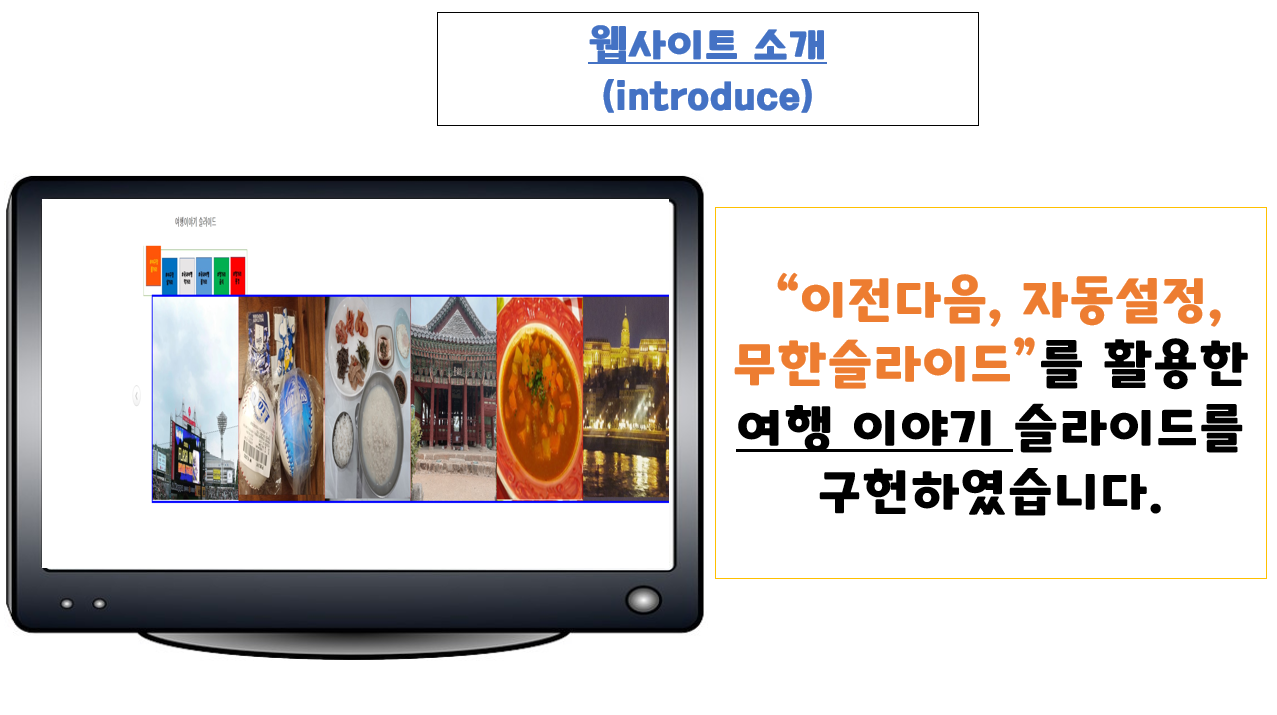 웹사이트 소개
(introduce)
여행이야기 슬라이드
“이전다음, 자동설정,
무한슬라이드”를 활용한
여행 이야기 슬라이드를
구현하였습니다.